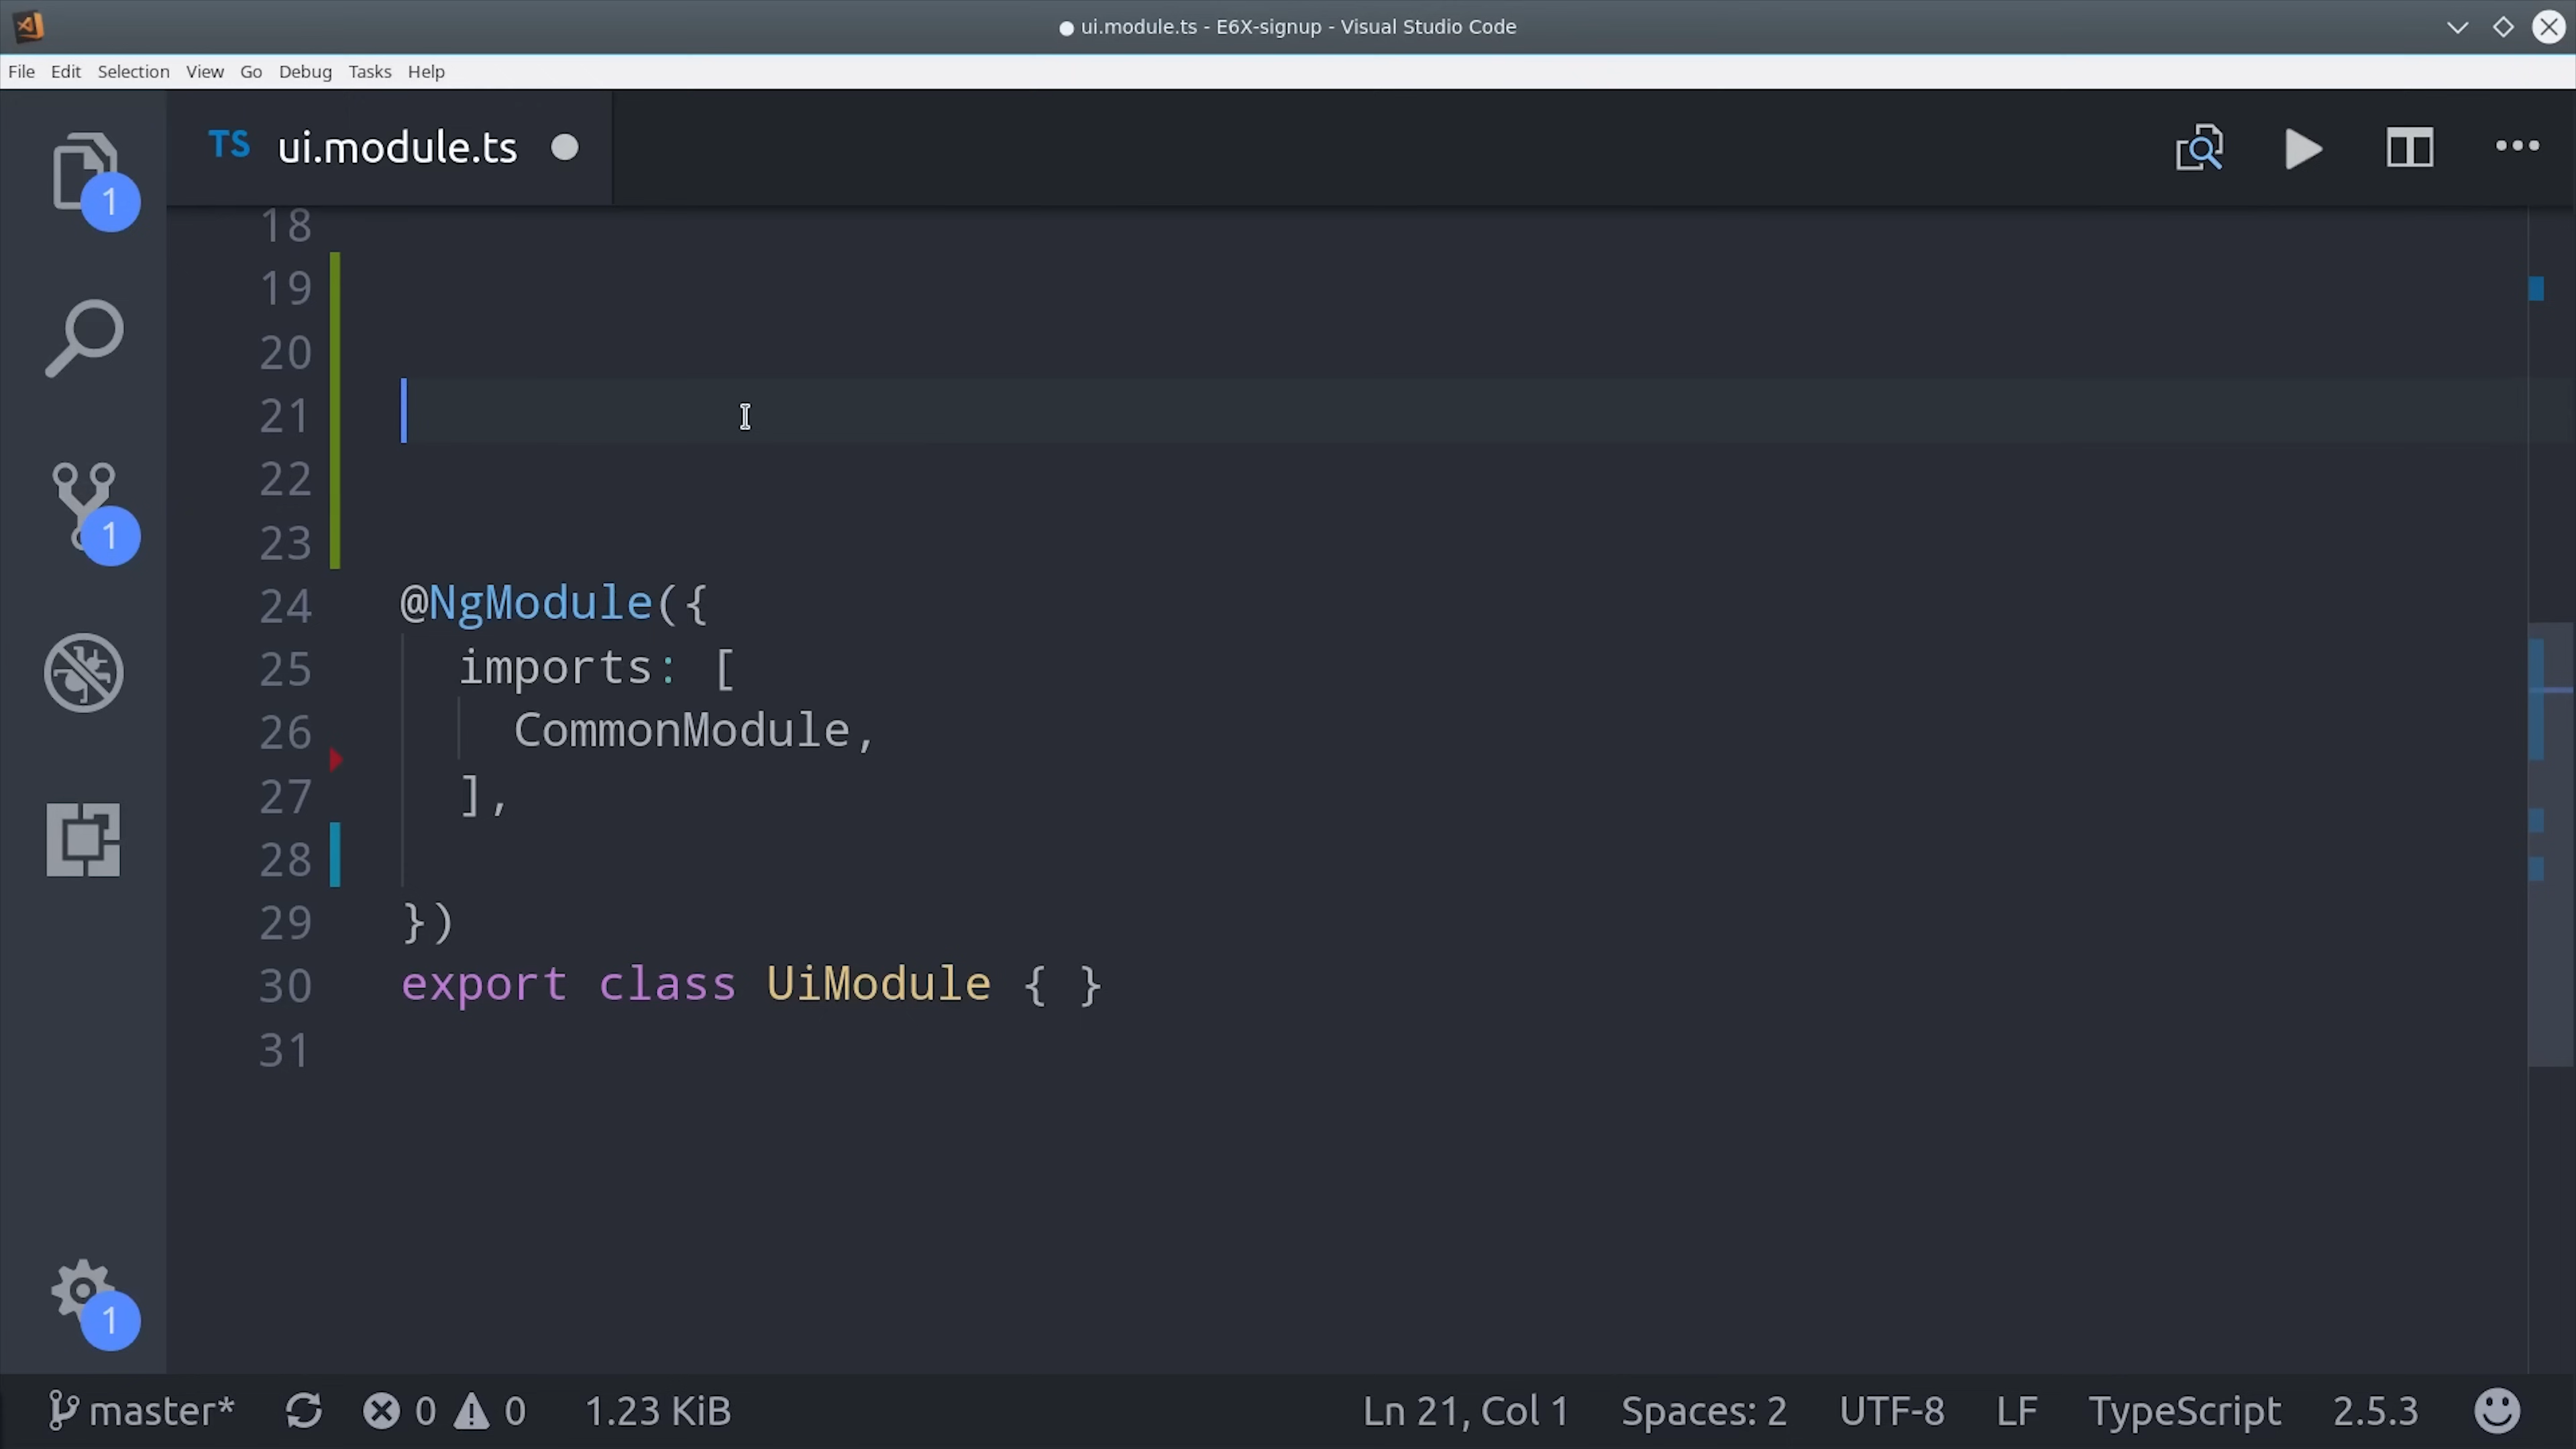 ui.module.ts - E6X-signup - Visual Studio Code
File Edit Selection View Go Debug Tasks Help
TS ui.module.ts
1
18
19
20
21
22
1
23
24 @NgModule({
25 imports: [
26 CommonModule,
27 ],
28
29 })
30 export class UiModule { }
31
1
master* 0 0 1.23 KiB Ln 21, Col 1 Spaces: 2 UTF-8 LF TypeScript 2.5.3